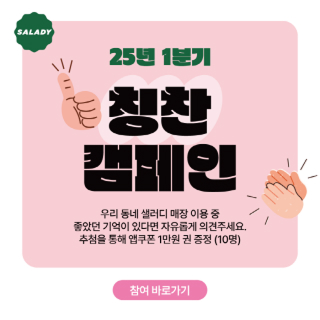 SALADY
25년 1분기
칭찬
캠페인
우리 동네 샐러디 매장 이용 중
좋았던 기억이 있다면 자유롭게 의견주세요.
추첨을 통해 앱쿠폰 1만원 권 증정 (10명)
참여 바로가기